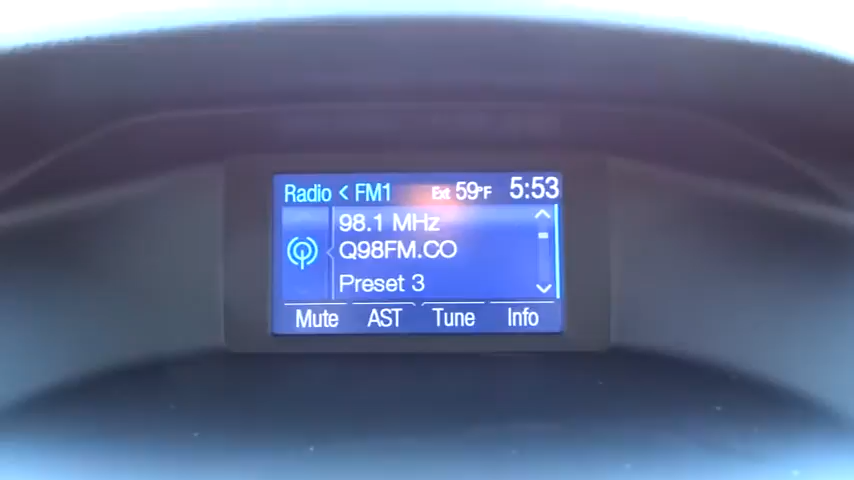 Radio < FM1 Ext 59°F 5:53
98.1 MHz
Q98FM.CO
Preset 3
Mute AST Tune Info